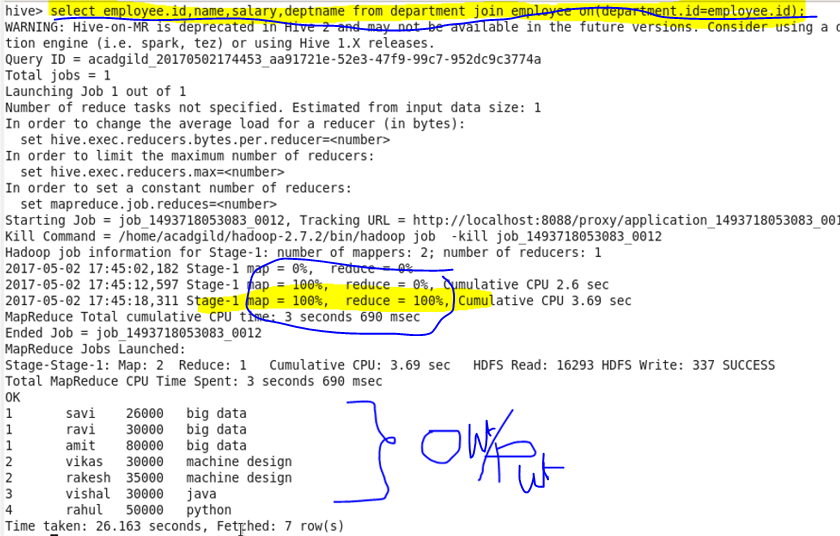 hive> select employee.id,name,salary,deptname from department join employee on(department.id=employee.id);
WARNING: Hive-on-MR is deprecated in Hive 2 and may not be available in the future versions. Consider using a
tion engine (i.e. spark, tez) or using Hive 1.X releases.
Query ID = acadgild_20170502174453_aa91721e-52e3-47f9-99c7-952dc9c3774a
Total jobs = 1
Launching Job 1 out of 1
Number of reduce tasks not specified. Estimated from input data size: 1
In order to change the average load for a reducer (in bytes):
  set hive.exec.reducers.bytes.per.reducer=<number>
In order to limit the maximum number of reducers:
  set hive.exec.reducers.max=<number>
In order to set a constant number of reducers:
  set mapreduce.job.reduces=<number>
Starting Job = job_1493718053083_0012, Tracking URL = http://localhost:8088/proxy/application_1493718053083_001
Kill Command = /home/acadgild/hadoop-2.7.2/bin/hadoop job  -kill job_1493718053083_0012
Hadoop job information for Stage-1: number of mappers: 2; number of reducers: 1
2017-05-02 17:45:02,182 Stage-1 map = 0%,  reduce = 0%
2017-05-02 17:45:12,597 Stage-1 map = 100%,  reduce = 0%, Cumulative CPU 2.6 sec
2017-05-02 17:45:18,311 Stage-1 map = 100%,  reduce = 100%, Cumulative CPU 3.69 sec
MapReduce Total cumulative CPU time: 3 seconds 690 msec
Ended Job = job_1493718053083_0012
MapReduce Jobs Launched:
Stage-Stage-1: Map: 2  Reduce: 1   Cumulative CPU: 3.69 sec   HDFS Read: 16293 HDFS Write: 337 SUCCESS
Total MapReduce CPU Time Spent: 3 seconds 690 msec
OK
1	savi	26000	big data
1	ravi	30000	big data
1	amit	80000	big data
2	vikas	30000	machine design
2	rakesh	35000	machine design
3	vishal	30000	java
4	rahul	50000	python
Out/Put
Time taken: 26.163 seconds, Fetched: 7 row(s)